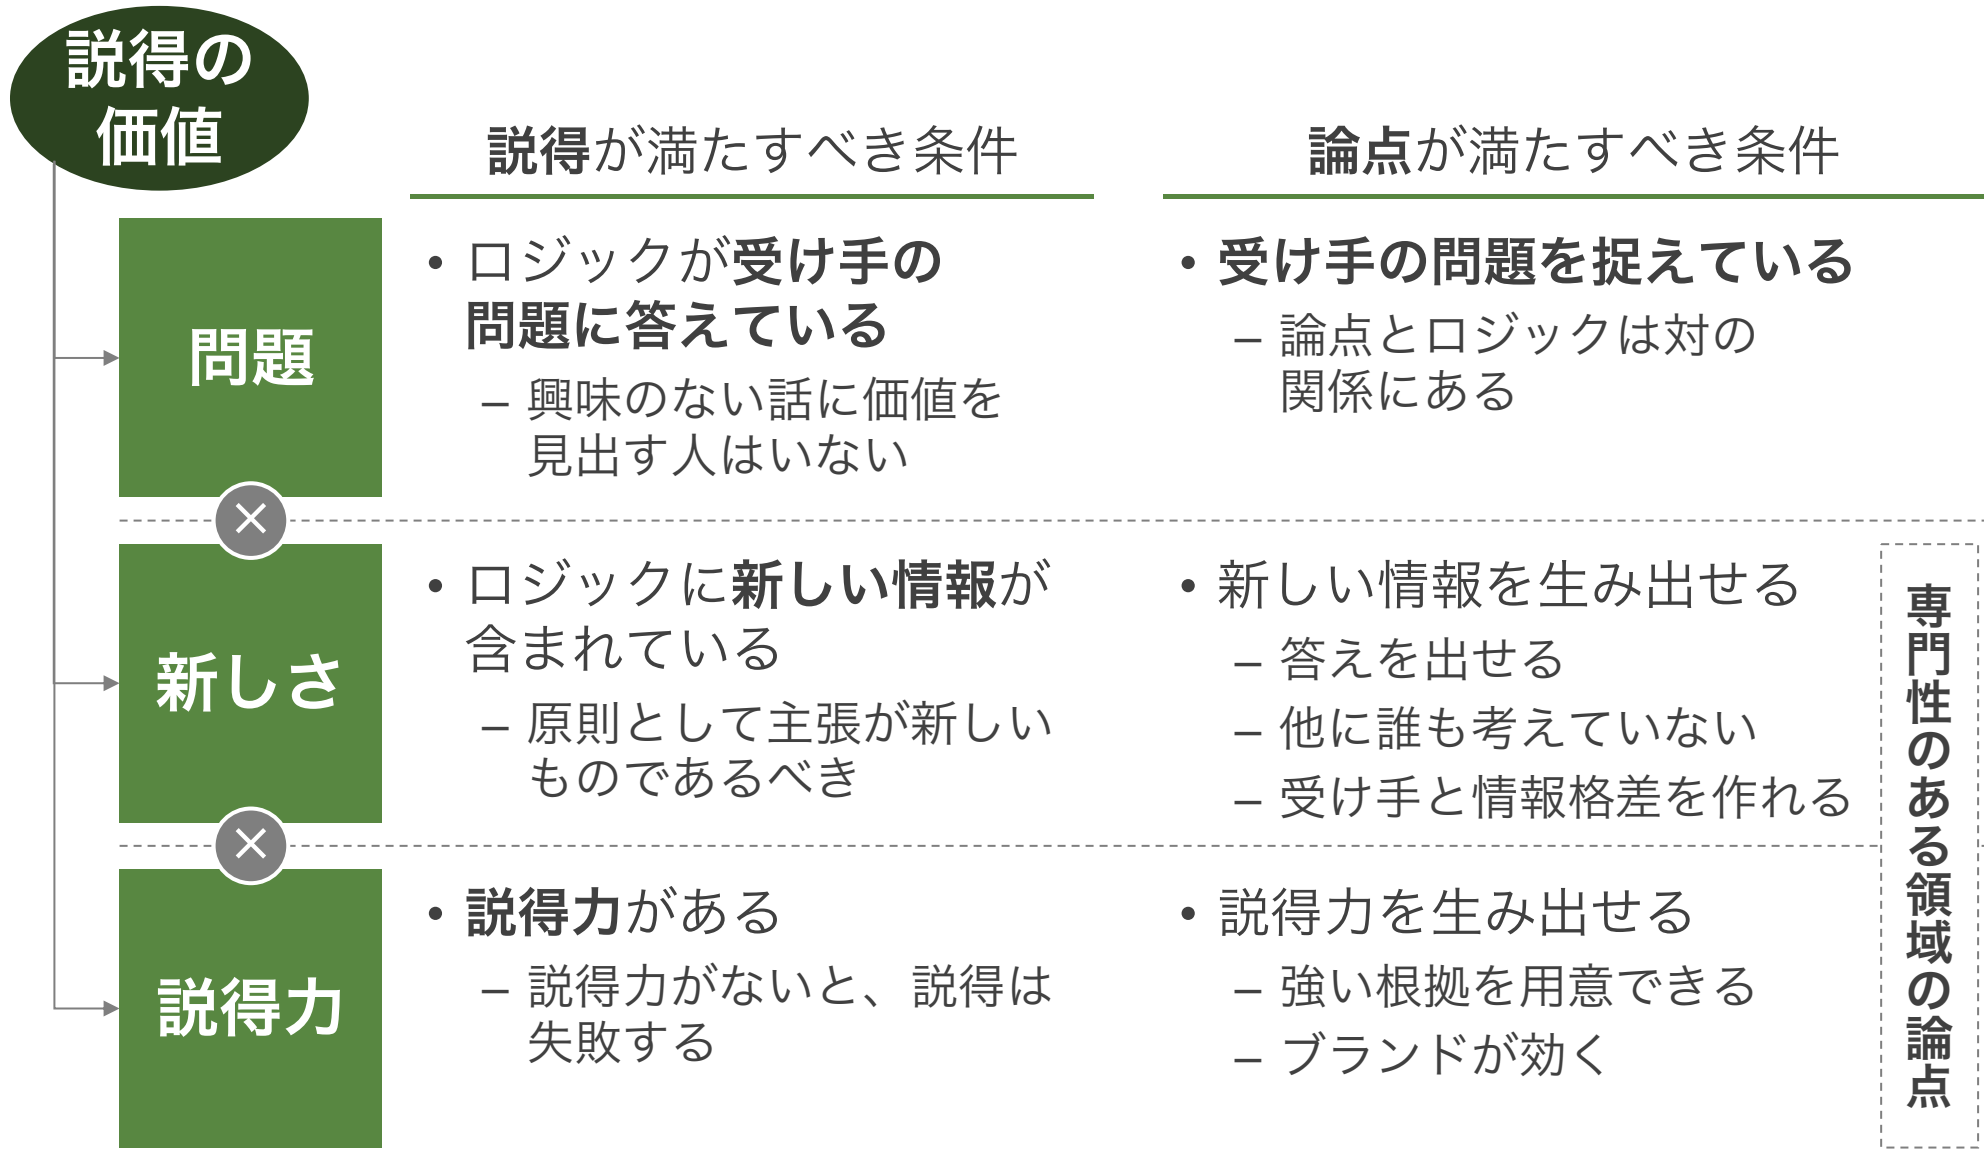 説得の
価値
説得が満たすべき条件
論点が満たすべき条件
問題
• ロジックが受け手の
問題に答えている
– 興味のない話に価値を
見出す人はいない
• 受け手の問題を捉えている
– 論点とロジックは対の
関係にある
×
新しさ
• ロジックに新しい情報が
含まれている
– 原則として主張が新しい
ものであるべき
• 新しい情報を生み出せる
– 答えを出せる
– 他に誰も考えていない
– 受け手と情報格差を作れる
×
説得力
• 説得力がある
– 説得力がないと、説得は
失敗する
• 説得力を生み出せる
– 強い根拠を用意できる
– ブランドが効く
専門性のある領域の論点